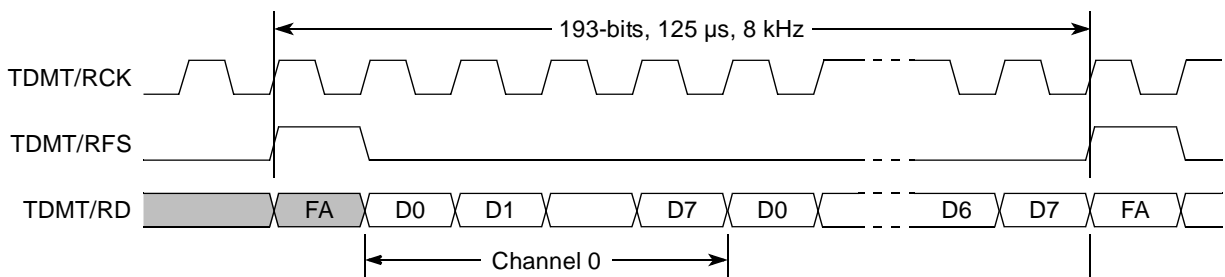 193-bits, 125 µs, 8 kHz
TDMT/RCK
TDMT/RFS
TDMT/RD FA D0 D1 D7 D0 D6 D7 FA
Channel 0